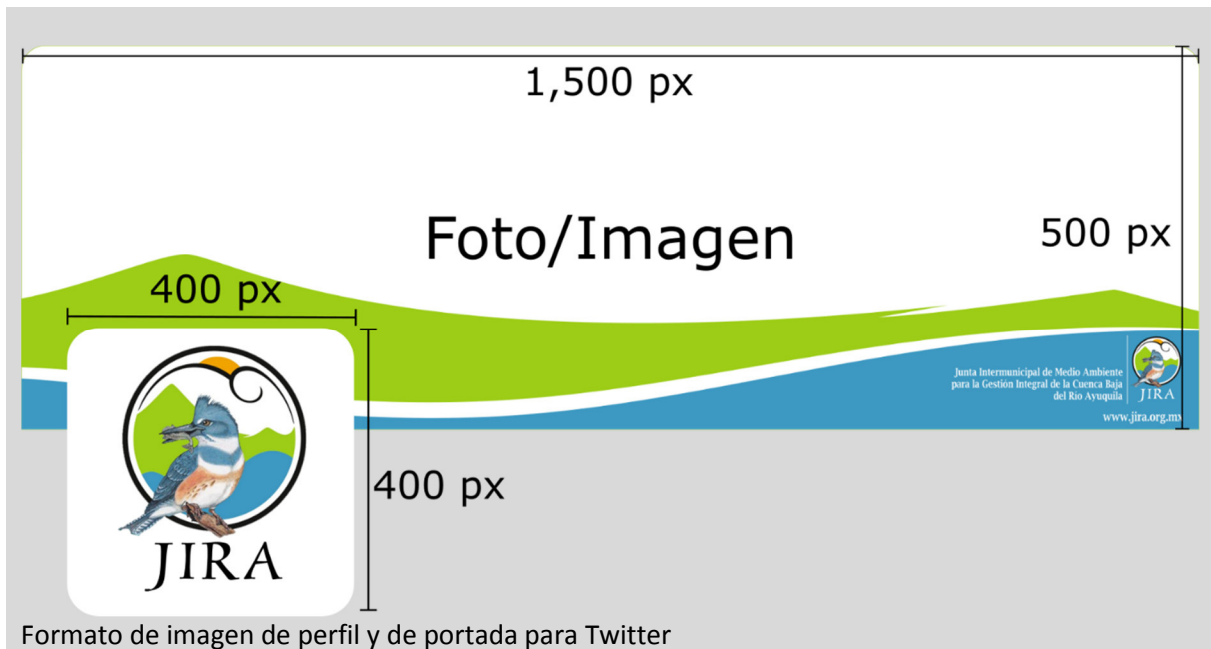 1,500 px
Foto/Imagen
500 px
400 px
Junta Intermunicipal de Medio Ambiente
para la Gestión Integral de la Cuenca Baja
del Río Ayuquila
JIRA
www.jira.org.mx
400 px
JIRA
Formato de imagen de perfil y de portada para Twitter